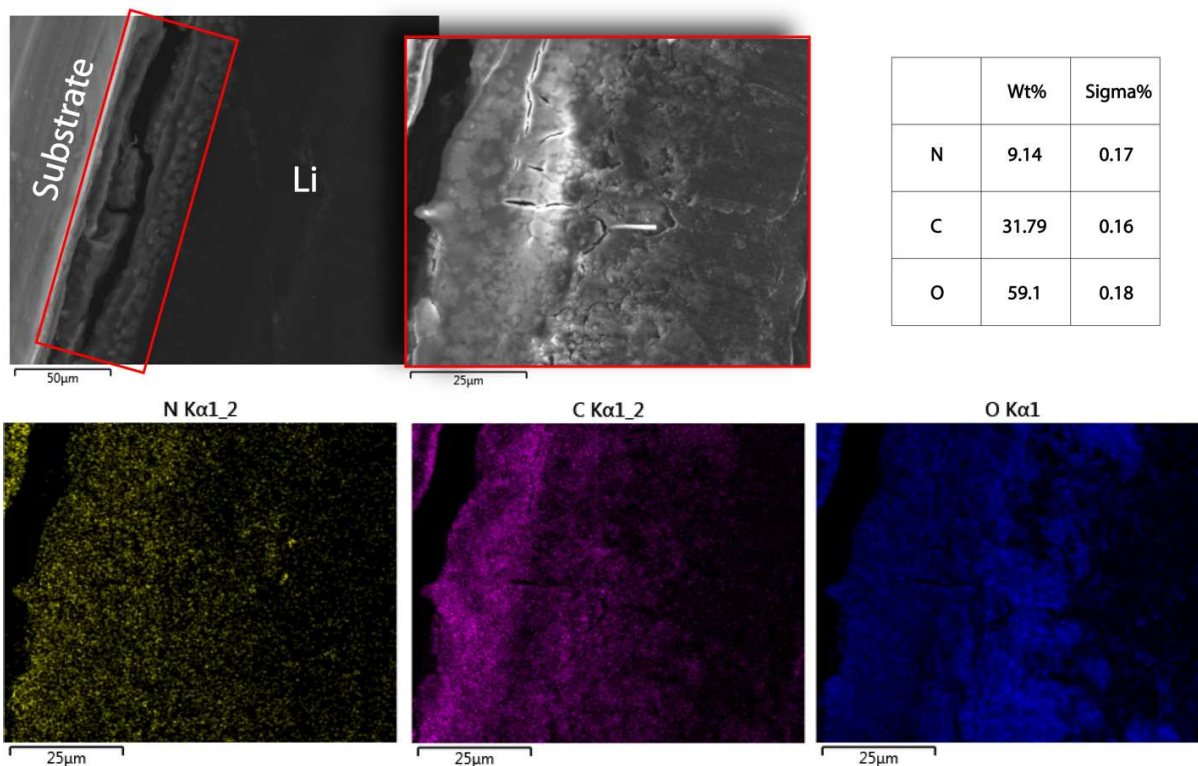 Substrate
Li
50µm
25µm
Wt% Sigma%
N 9.14 0.17
C 31.79 0.16
O 59.1 0.18
N Kα1_2
C Kα1_2
O Kα1
25µm
25µm
25µm